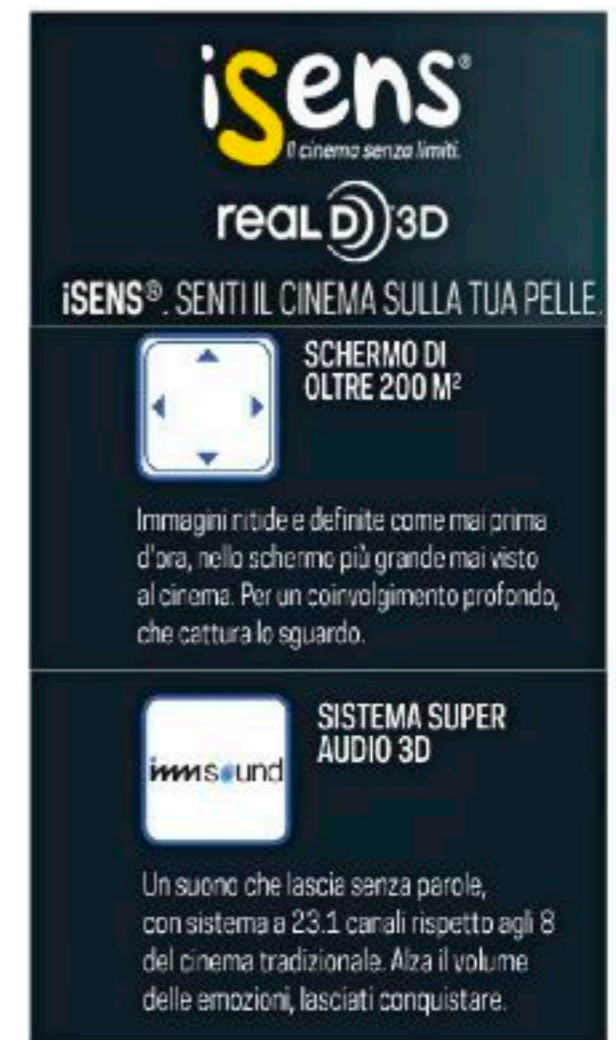 isens®
Il cinema senza limiti.
REALD 3D
iSENS®. SENTI IL CINEMA SULLA TUA PELLE.
SCHERMO DI
OLTRE 200 M²
Immagini nitide e definite come mai prima
d'ora, nello schermo più grande mai visto
al cinema. Per un coinvolgimento profondo,
che cattura lo sguardo.
immsound
SISTEMA SUPER
AUDIO 3D
Un suono che lascia senza parole,
con sistema a 23.1 canali rispetto agli 8
del cinema tradizionale. Alza il volume
delle emozioni, lasciati conquistare.